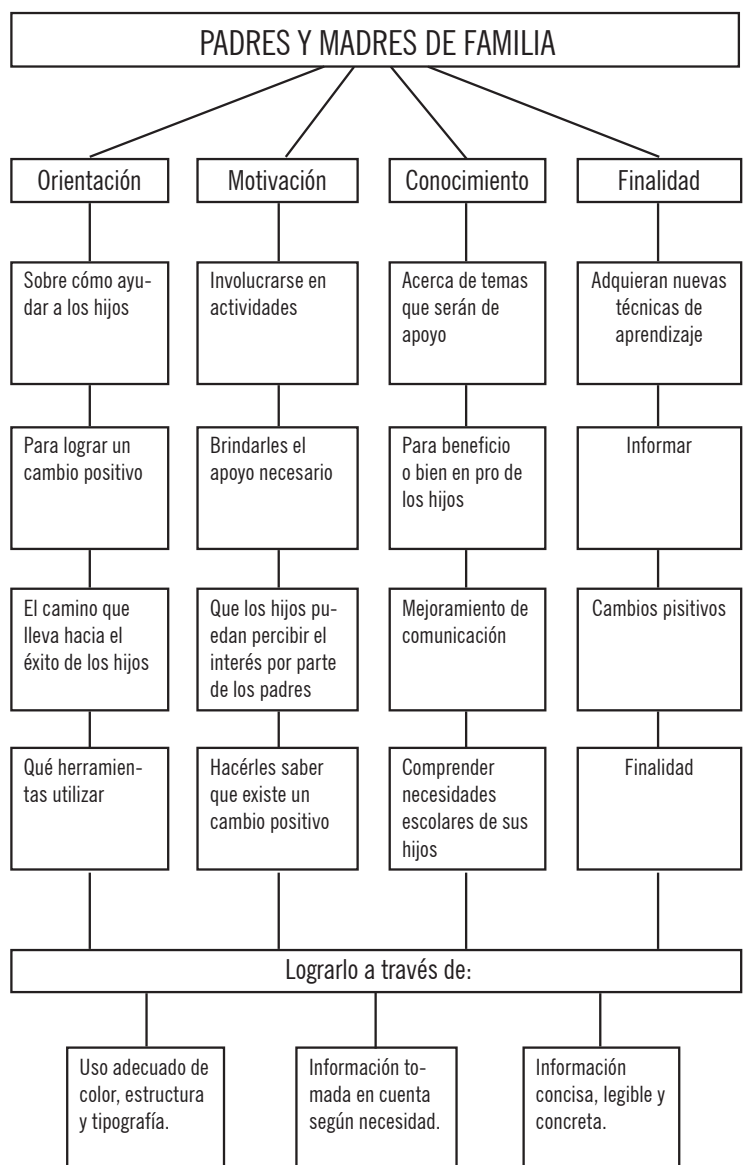 PADRES Y MADRES DE FAMILIA
Orientación
Motivación
Conocimiento
Finalidad
Sobre cómo ayu-
dar a los hijos
Involucrarse en
actividades
Acerca de temas
que serán de
apoyo
Adquieran nuevas
técnicas de
aprendizaje
Para lograr un
cambio positivo
Brindarles el
apoyo necesario
Para beneficio
o bien en pro de
los hijos
Informar
El camino que
lleva hacia el
éxito de los hijos
Que los hijos pu-
edan percibir el
interés por parte
de los padres
Mejoramiento de
comunicación
Cambios pisitivos
Qué herramien-
tas utilizar
Hacérles saber
que existe un
cambio positivo
Comprender
necesidades
escolares de sus
hijos
Finalidad
Lograrlo a través de:
Uso adecuado de
color, estructura
y tipografía.
Información to-
mada en cuenta
según necesidad.
Información
concisa, legible y
concreta.